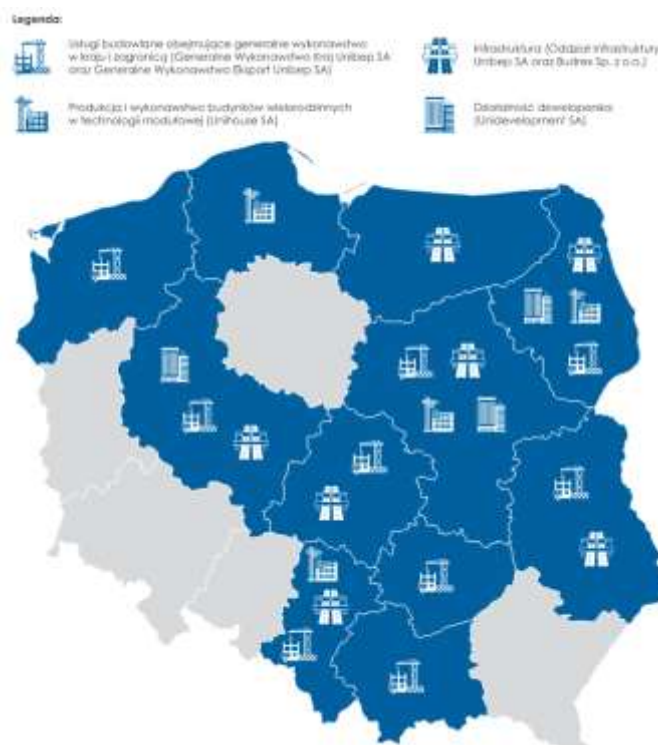 Legenda:
Usługi budowlane obejmujące generalne wykonawstwo
w kraju i zagranicą (Generalne Wykonawstwo Kraj Unibep SA
oraz Generalne Wykonawstwo Eksport Unibep SA)
Produkcja i wykonawstwo budynków wielorodzinnych
w technologii modułowej (Unihouse SA)
Infrastruktura (Oddział Infrastruktury
Unibep SA oraz Budrex Sp. z o.o.)
Działalność deweloperska
(Unidevelopment SA)